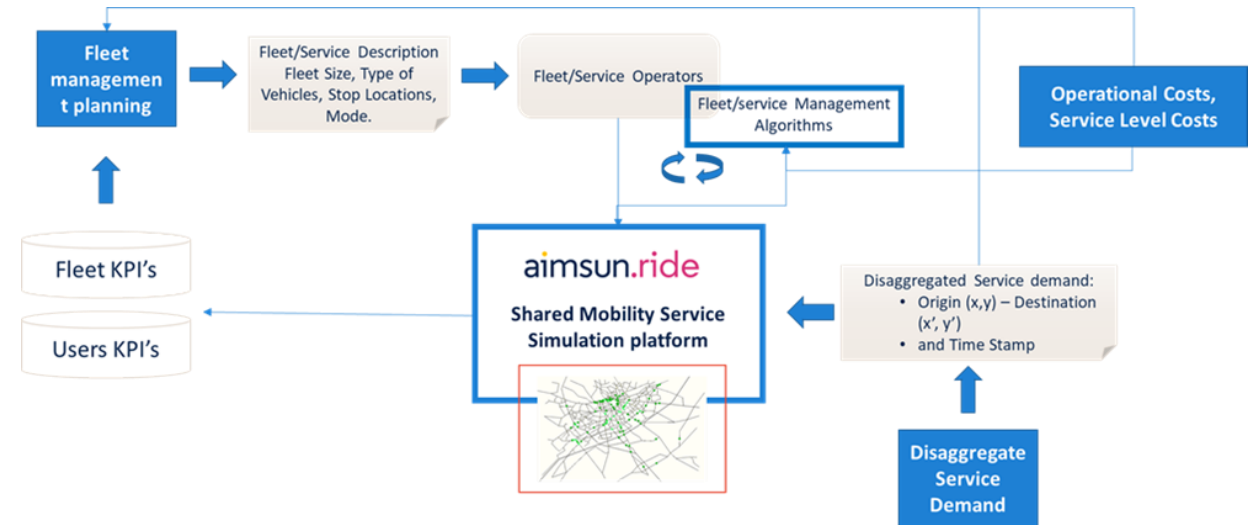 Fleet
managemen
t planning
Fleet/Service Description
Fleet Size, Type of
Vehicles, Stop Locations,
Mode.
Fleet/Service Operators
Fleet/service Management
Algorithms
Operational Costs,
Service Level Costs
Fleet KPI's
Users KPI's
aimsun.ride
Shared Mobility Service
Simulation platform
Disaggregated Service demand:
• Origin (x,y) – Destination
(x', y')
• and Time Stamp
Disaggregate
Service
Demand